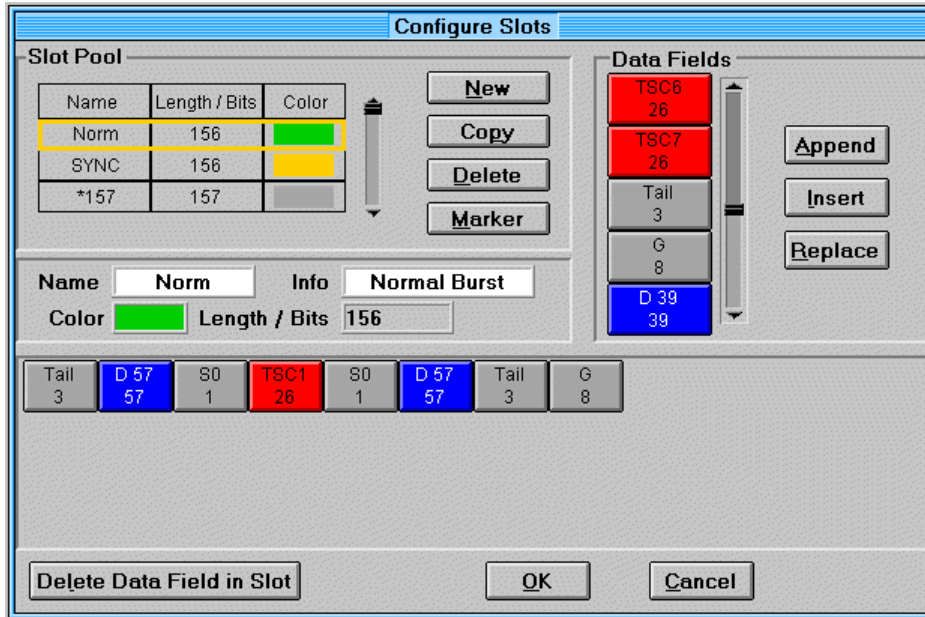 Configure Slots
Slot Pool
Name Length / Bits Color
Norm 156
SYNC 156
*157 157
New
Copy
Delete
Marker
Data Fields
TSC6
26
TSC7
26
Tail
3
G
8
D 39
39
Append
Insert
Replace
Name Norm Info Normal Burst
Color Length / Bits 156
Tail D 57 S0 TSC1 S0 D 57 Tail G
3 57 1 26 1 57 3 8
Delete Data Field in Slot OK Cancel